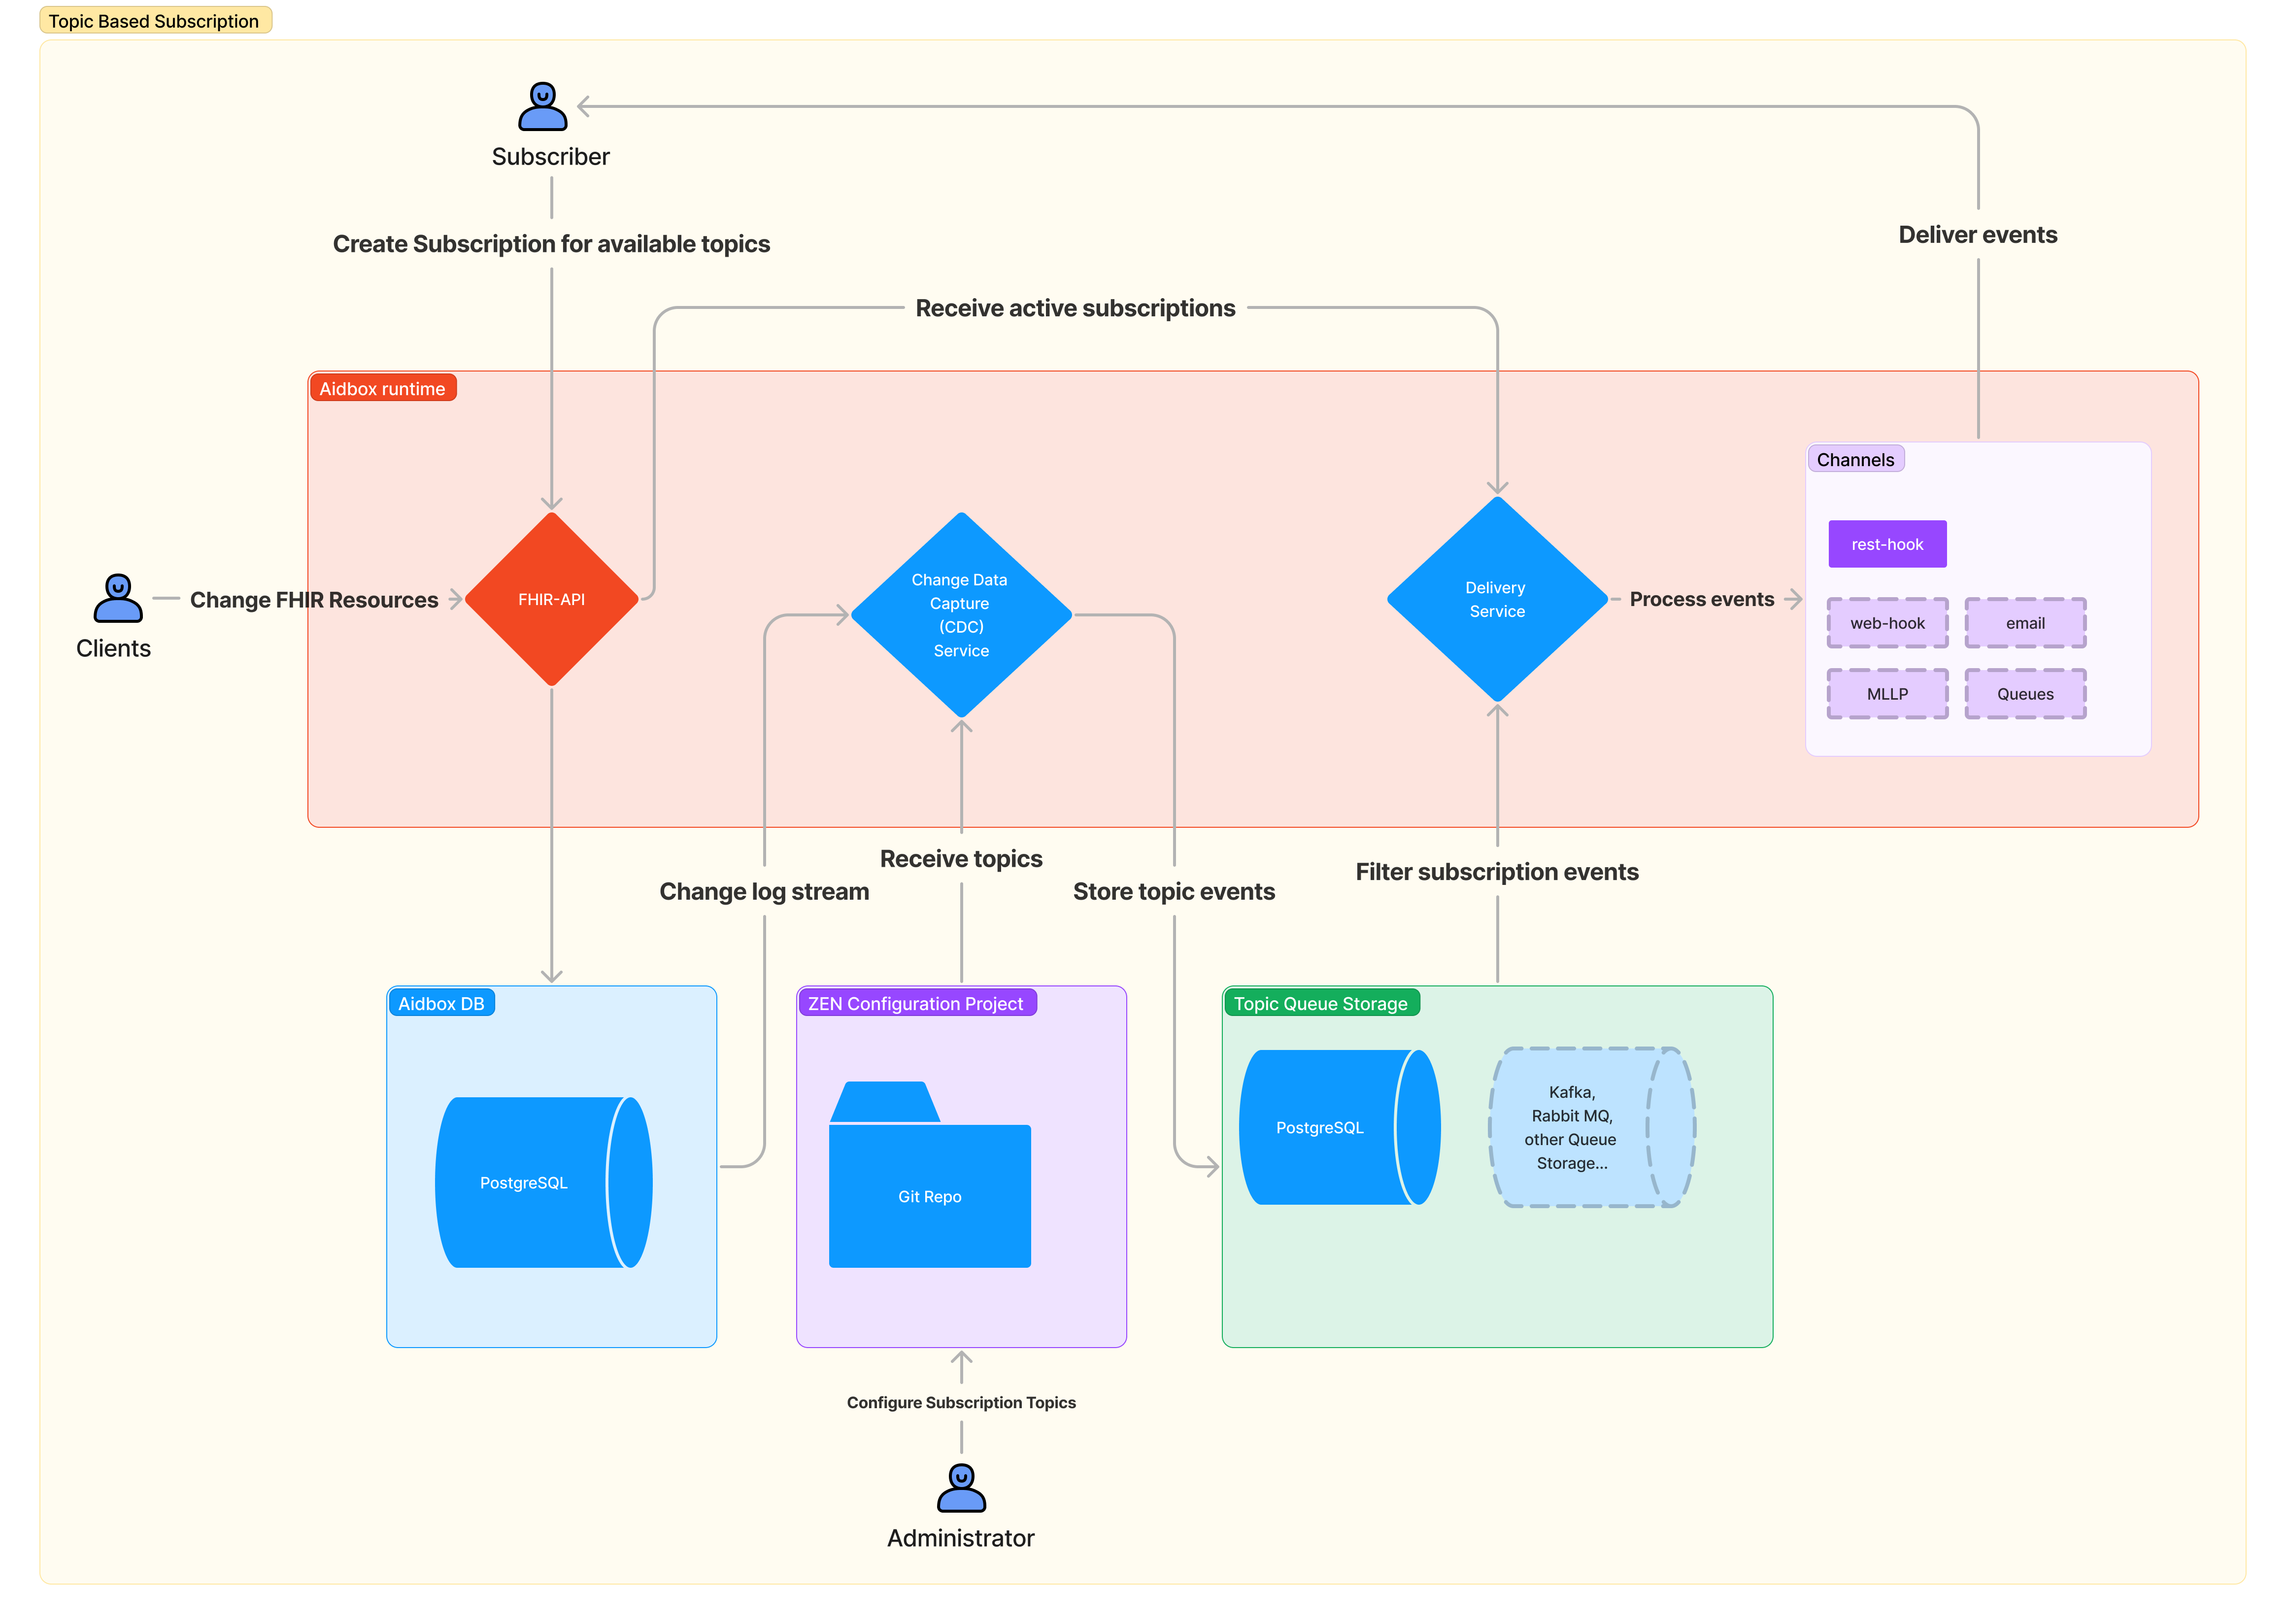 Topic Based Subscription
Subscriber
Create Subscription for available topics
Deliver events
Receive active subscriptions
Aidbox runtime
Channels
rest-hook
web-hook
email
MLLP
Queues
Clients
Change FHIR Resources
FHIR-API
Change Data
Capture
(CDC)
Service
Delivery
Service
Process events
Receive topics
Change log stream
Store topic events
Filter subscription events
Aidbox DB
PostgreSQL
ZEN Configuration Project
Git Repo
Topic Queue Storage
PostgreSQL
Kafka,
Rabbit MQ,
other Queue
Storage...
Configure Subscription Topics
Administrator